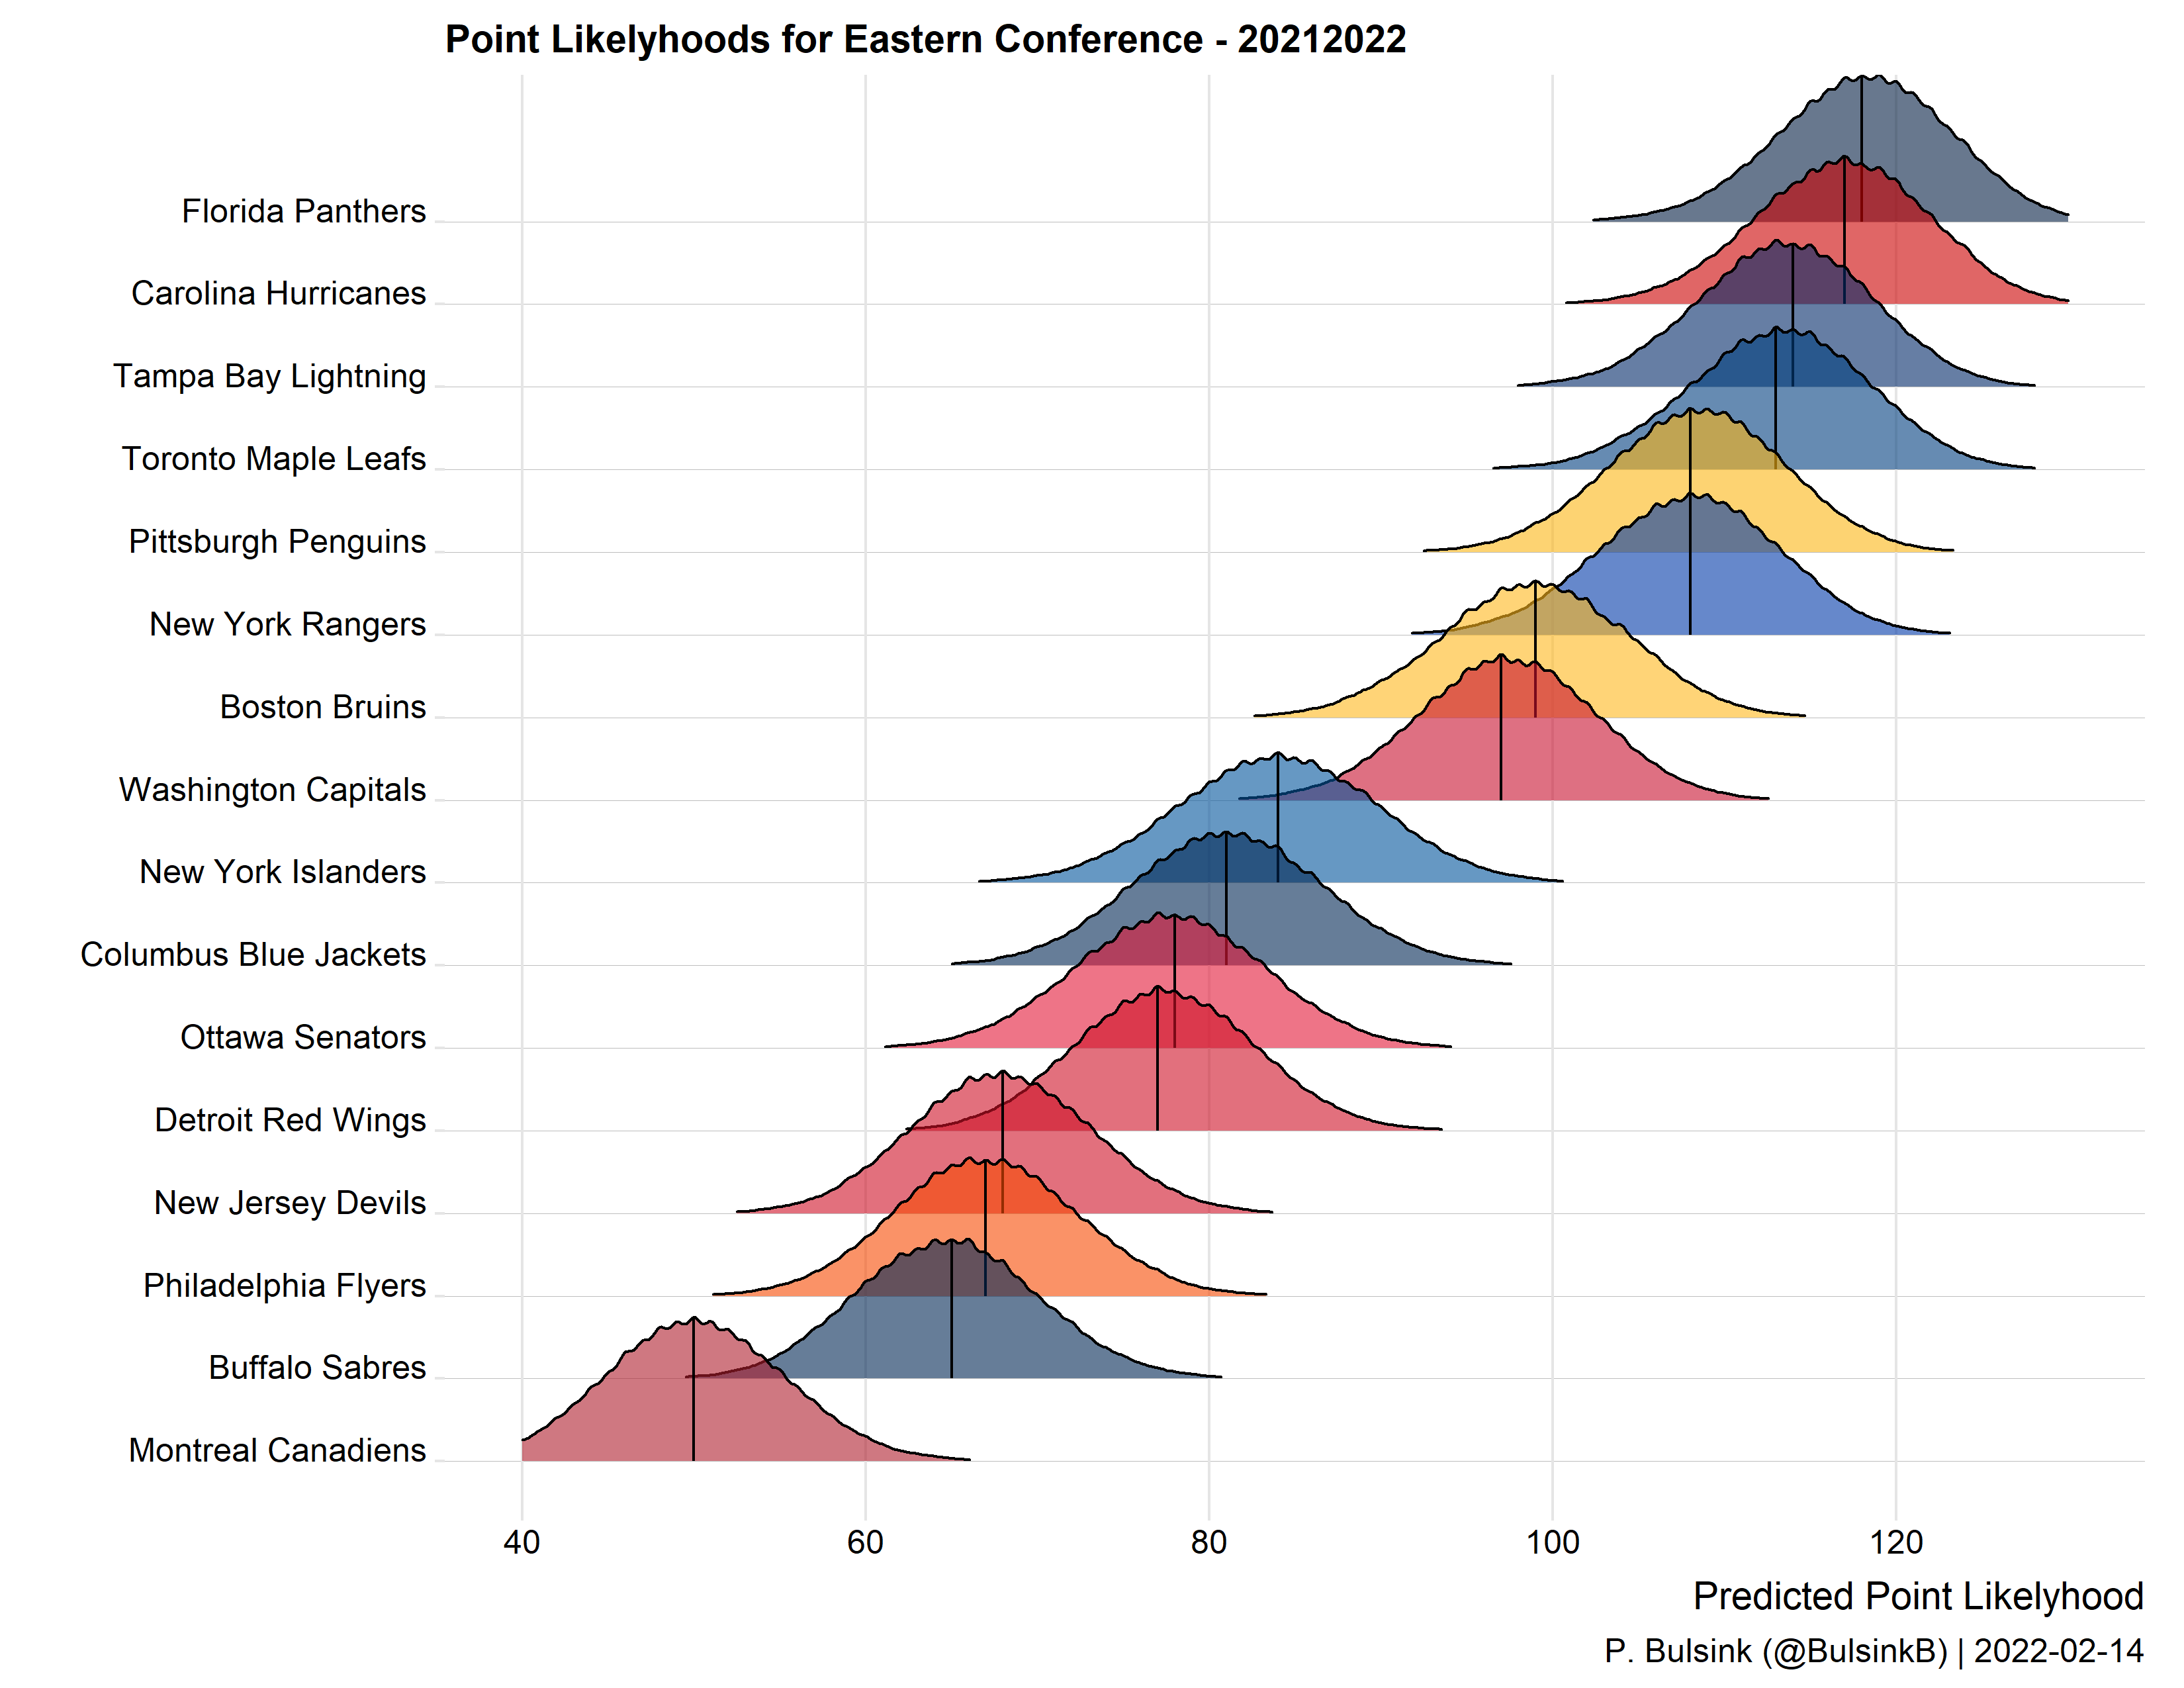 Point Likelyhoods for Eastern Conference - 20212022
Florida Panthers
Carolina Hurricanes
Tampa Bay Lightning
Toronto Maple Leafs
Pittsburgh Penguins
New York Rangers
Boston Bruins
Washington Capitals
New York Islanders
Columbus Blue Jackets
Ottawa Senators
Detroit Red Wings
New Jersey Devils
Philadelphia Flyers
Buffalo Sabres
Montreal Canadiens
40 60 80 100 120
Predicted Point Likelyhood
P. Bulsink (@BulsinkB) | 2022-02-14